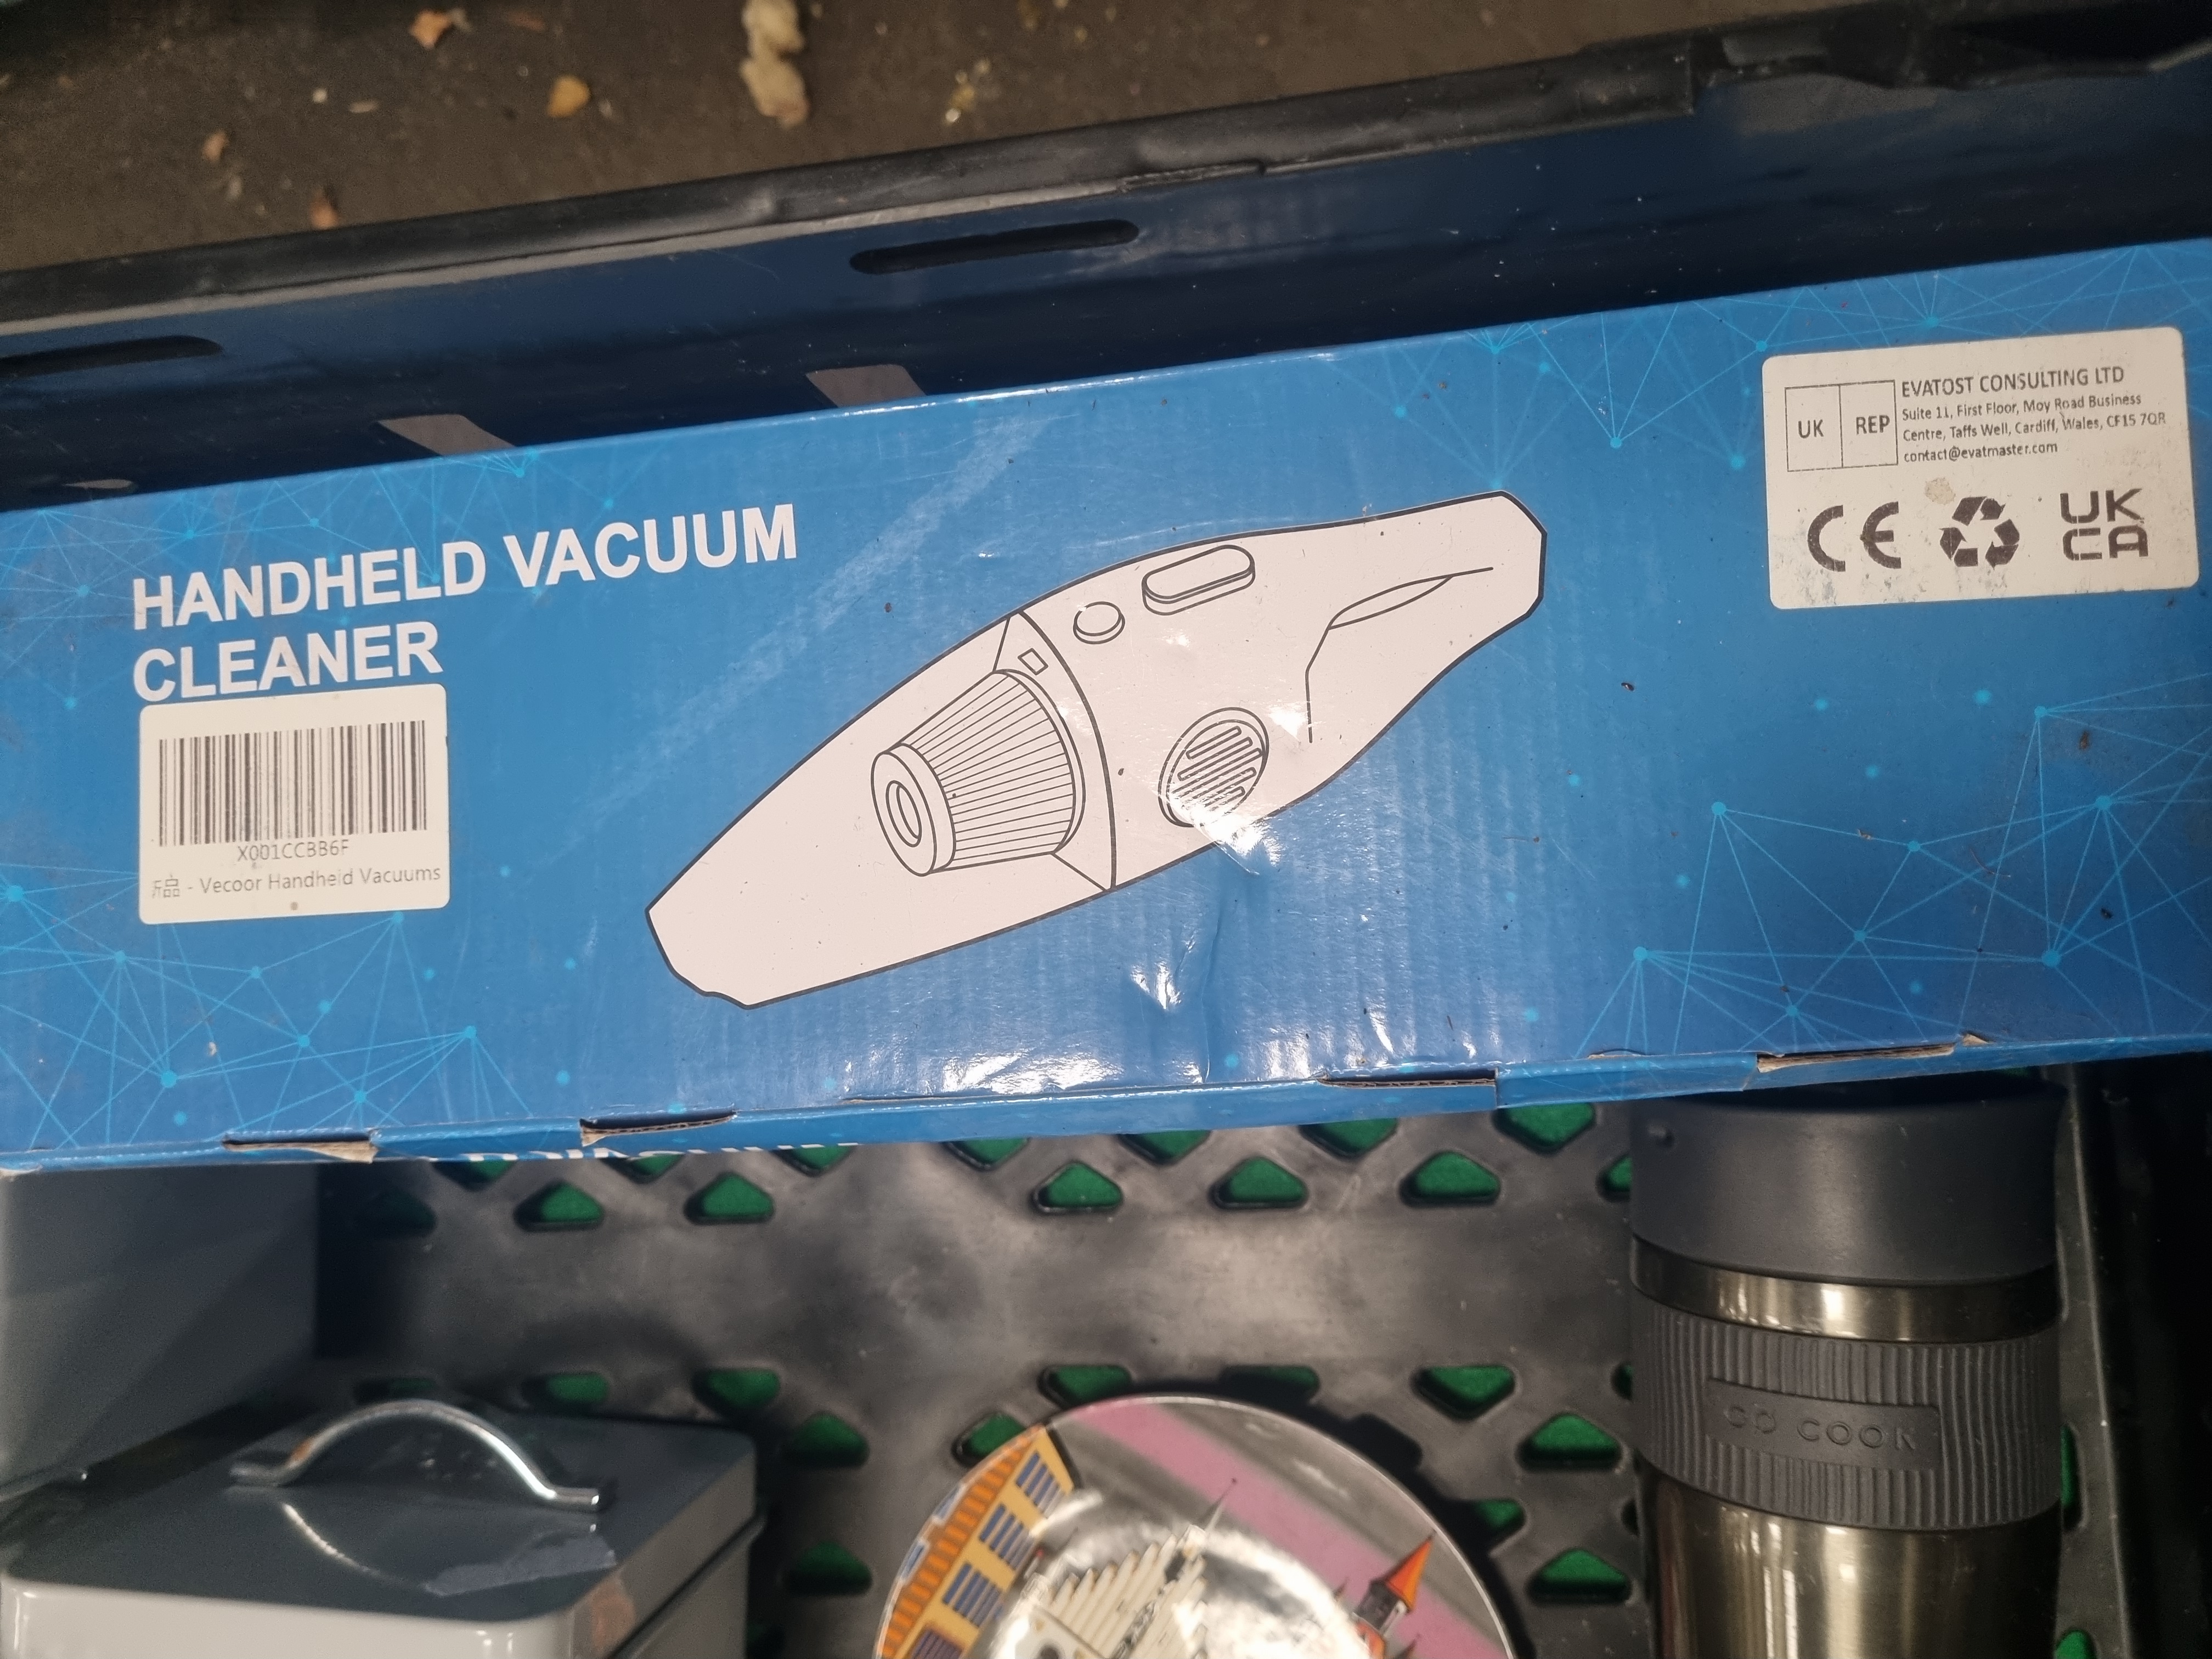 HANDHELD VACUUM
CLEANER
X001CCBB6F
品 - Vecoor Handheld Vacuums
UK REP
EVATOST CONSULTING LTD
Suite 11, First Floor, Moy Road Business
Centre, Taffs Well, Cardiff, Wales, CF15 7QR
contact@evatmaster.com
CE UK
CA
COOK